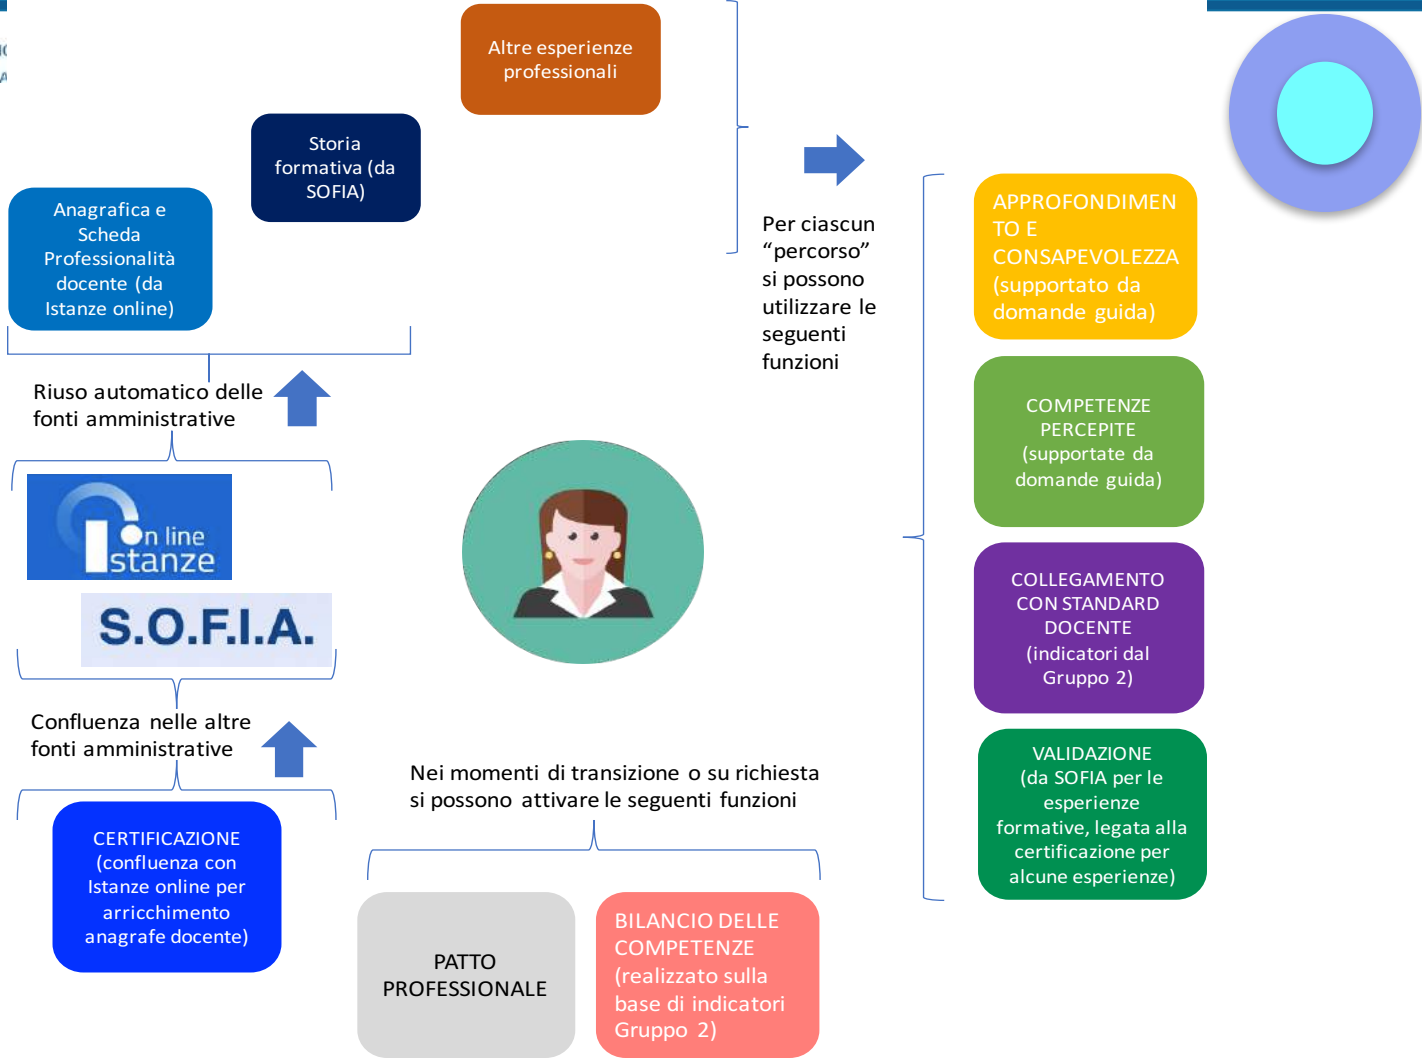 Altre esperienze
professionali
Storia
formativa (da
SOFIA)
Anagrafica e
Scheda
Professionalità
docente (da
Istanze online)
Riuso automatico delle
fonti amministrative
On line
Istanze
S.O.F.I.A.
Confluenza nelle altre
fonti amministrative
CERTIFICAZIONE
(confluenza con
Istanze online per
arricchimento
anagrafe docente)
Nei momenti di transizione o su richiesta
si possono attivare le seguenti funzioni
PATTO
PROFESSIONALE
BILANCIO DELLE
COMPETENZE
(realizzato sulla
base di indicatori
Gruppo 2)
Per ciascun
“percorso”
si possono
utilizzare le
seguenti
funzioni
APPROFONDIMEN
TO E
CONSAPEVOLEZZA
(supportato da
domande guida)
COMPETENZE
PERCEPITE
(supportate da
domande guida)
COLLEGAMENTO
CON STANDARD
DOCENTE
(indicatori dal
Gruppo 2)
VALIDAZIONE
(da SOFIA per le
esperienze
formative, legata alla
certificazione per
alcune esperienze)